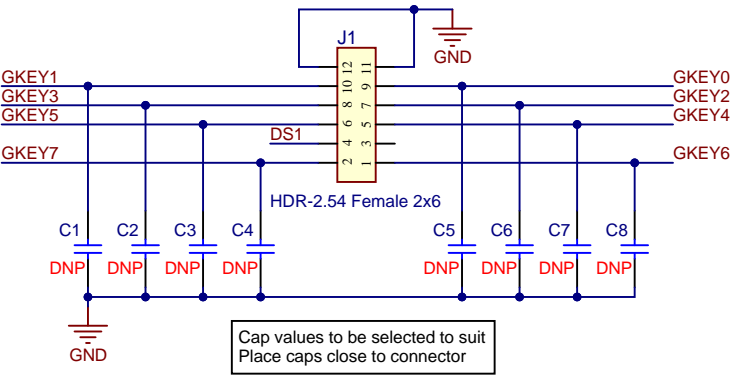 J1
GND
12 11
GKEY1 10 9 GKEY0
GKEY3 8 7 GKEY2
GKEY5 6 5 GKEY4
DS1 4 3
GKEY7 2 1 GKEY6
HDR-2.54 Female 2x6
C1 C2 C3 C4 C5 C6 C7 C8
DNP DNP DNP DNP DNP DNP DNP DNP
GND
Cap values to be selected to suit
Place caps close to connector